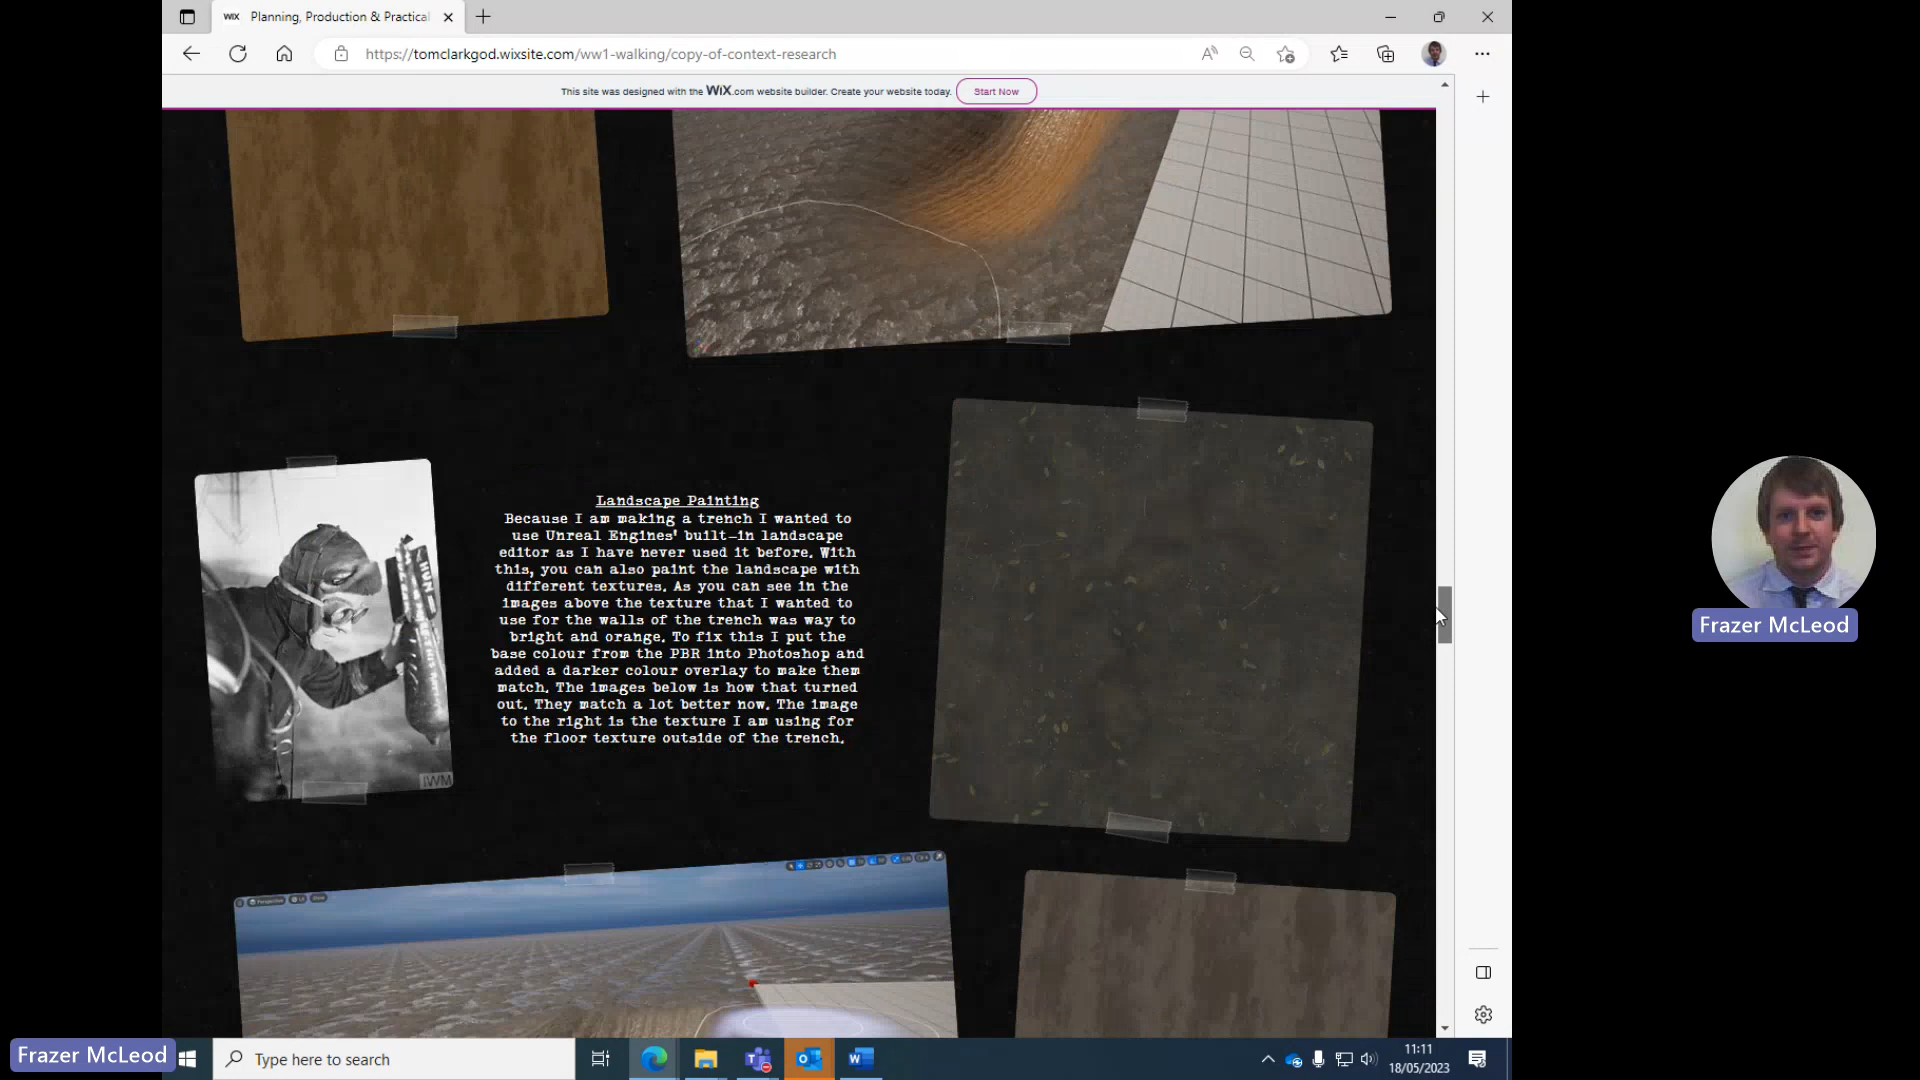 WiX Planning, Production & Practical
https://tomclarkgod.wixsite.com/ww1-walking/copy-of-context-research
This site was designed with the WiX.com website builder. Create your website today. Start Now
HUN
IWM
Landscape Painting
Because I am making a trench I wanted to
use Unreal Engines' built-in landscape
editor as I have never used it before. With
this, you can also paint the landscape with
different textures. As you can see in the
images above the texture that I wanted to
use for the walls of the trench was way to
bright and orange. To fix this I put the
base colour from the PBR into Photoshop and
added a darker colour overlay to make them
match. The images below is how that turned
out. They match a lot better now. The image
to the right is the texture I am using for
the floor texture outside of the trench.
Perspective Lit Show
Frazer McLeod
Frazer McLeod
Type here to search
11:11
18/05/2023